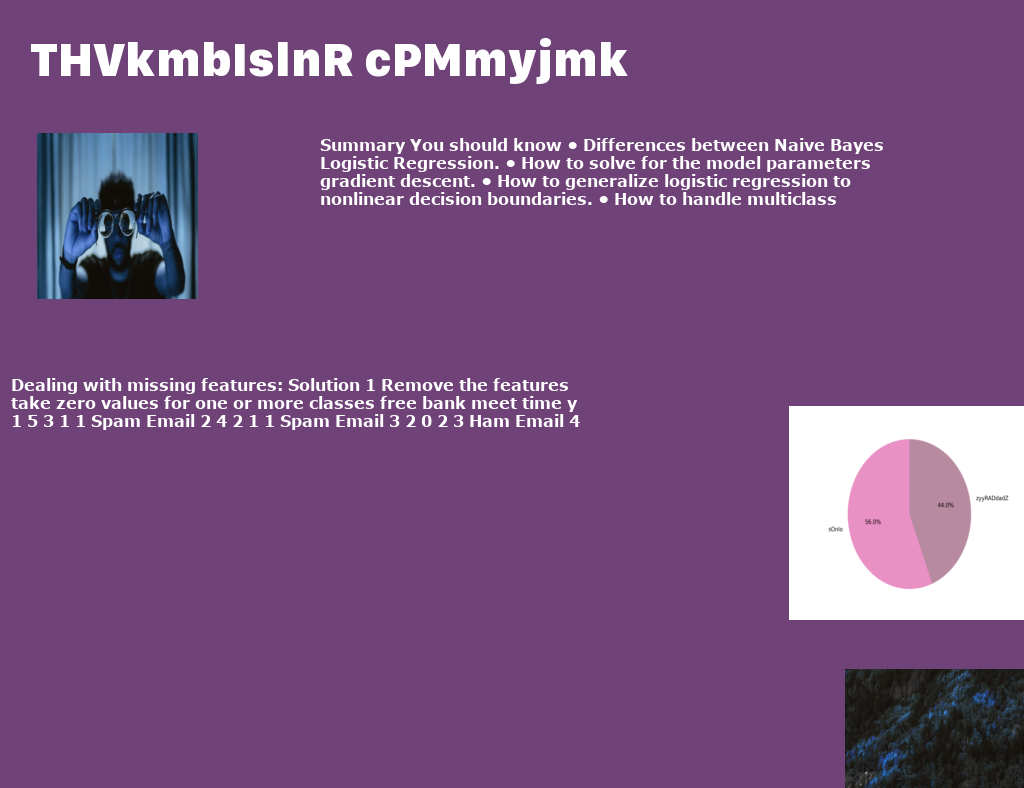 THVkmbIslnR cPMmyjmk
Summary You should know • Differences between Naive Bayes
Logistic Regression. • How to solve for the model parameters
gradient descent. • How to generalize logistic regression to
nonlinear decision boundaries. • How to handle multiclass
Dealing with missing features: Solution 1 Remove the features
take zero values for one or more classes free bank meet time y
1 5 3 1 1 Spam Email 2 4 2 1 1 Spam Email 3 2 0 2 3 Ham Email 4
zyyRADdadZ
44.0%
56.0%
sOnlo